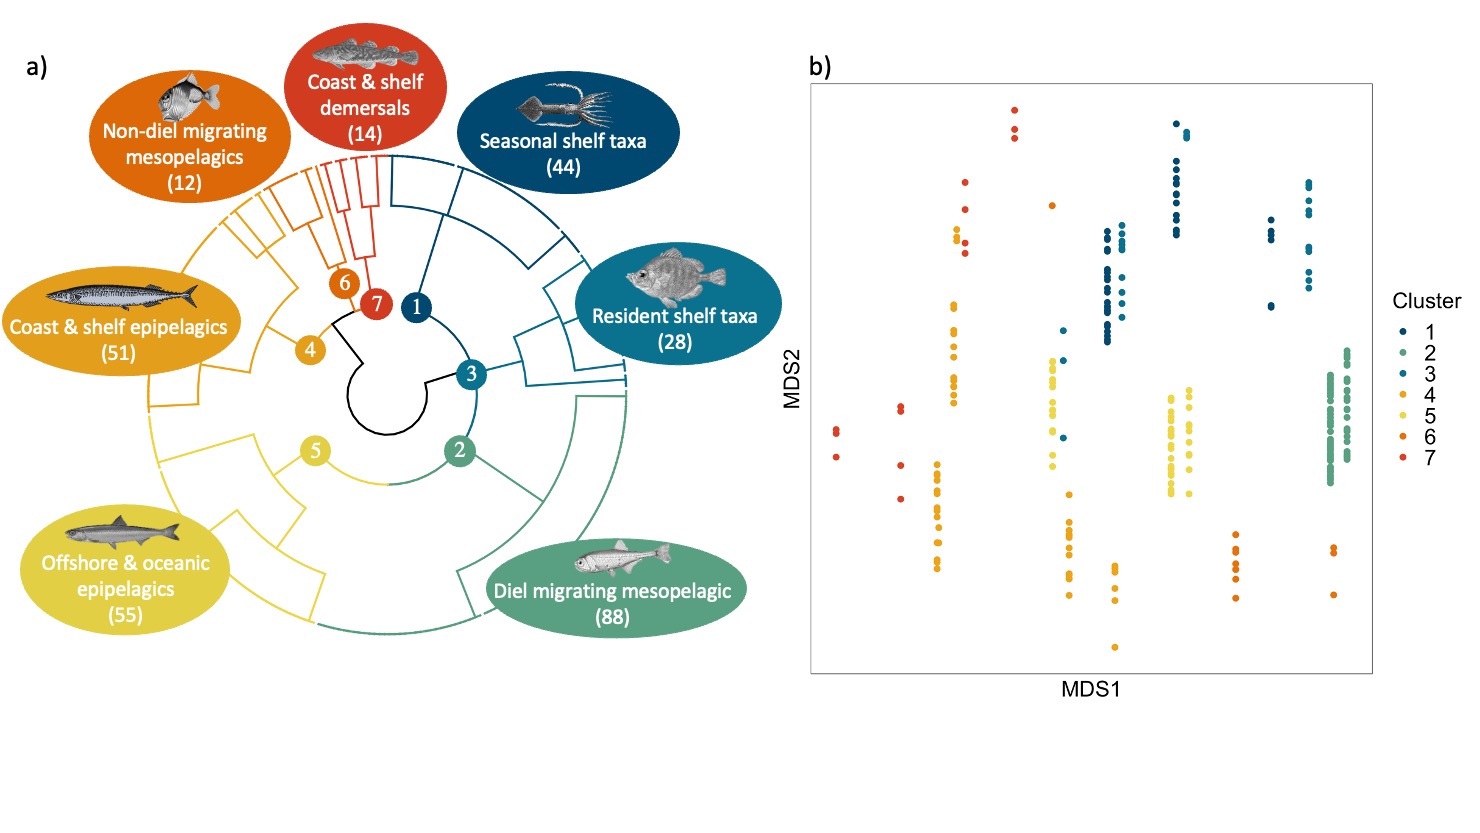 a)
Non-diel migrating
mesopelagics
(12)
Coast & shelf
demersals
(14)
Seasonal shelf taxa
(44)
Resident shelf taxa
(28)
Coast & shelf epipelagics
(51)
Offshore & oceanic
epipelagics
(55)
Diel migrating mesopelagic
(88)
6
7
1
4
3
5
2
b)
MDS2
MDS1
Cluster
1
2
3
4
5
6
7